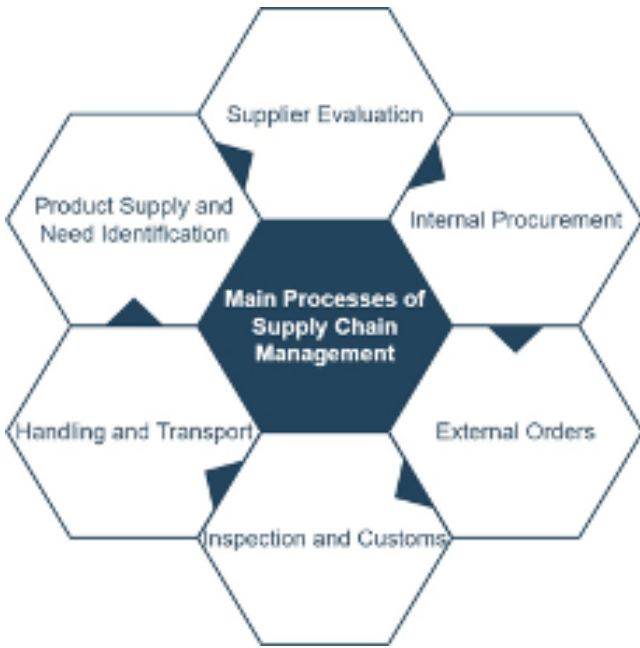 Supplier Evaluation
Product Supply and
Need Identification
Internal Procurement
Main Processes of
Supply Chain
Management
Handling and Transport
External Orders
Inspection and Customs